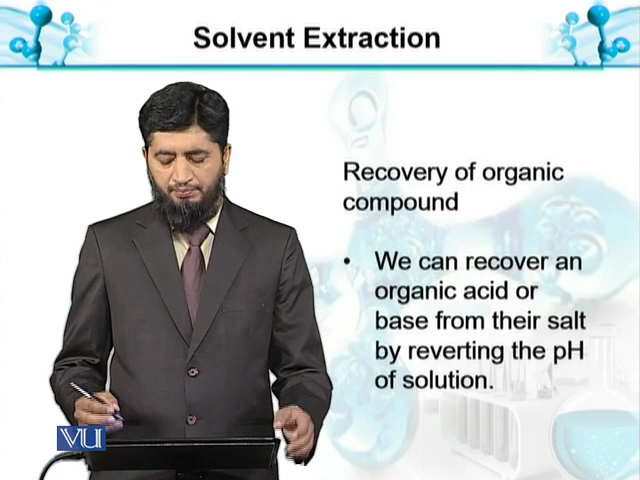 Solvent Extraction
Recovery of organic
compound
• We can recover an
organic acid or
base from their salt
by reverting the pH
of solution.
VU